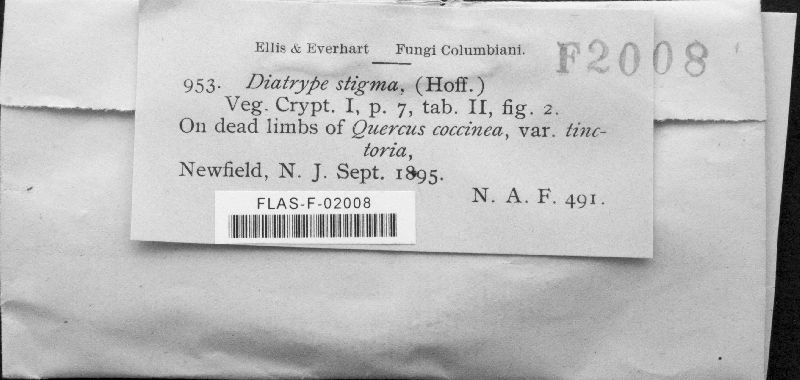 Ellis & Everhart Fungi Columbiani.
F2008
953. Diatrype stigma, (Hoff.)
Veg. Crypt. I, p. 7, tab. II, fig. 2.
On dead limbs of Quercus coccinea, var. tinc-
toria,
Newfield, N. J. Sept. 1895.
N. A. F. 491.
FLAS-F-02008